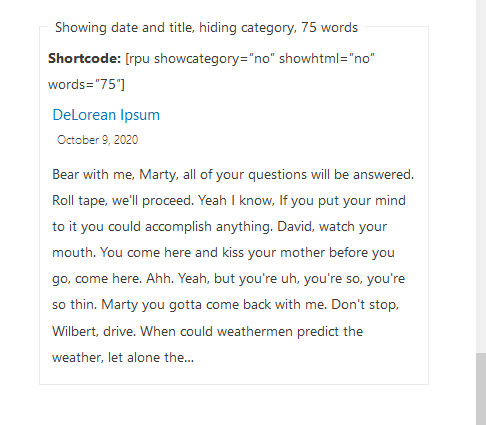 Showing date and title, hiding category, 75 words
Shortcode: [rpu showcategory="no" showhtml="no"
words="75"]
DeLorean Ipsum
October 9, 2020
Bear with me, Marty, all of your questions will be answered.
Roll tape, we'll proceed. Yeah I know, If you put your mind
to it you could accomplish anything. David, watch your
mouth. You come here and kiss your mother before you
go, come here. Ahh. Yeah, but you're uh, you're so, you're
so thin. Marty you gotta come back with me. Don't stop,
Wilbert, drive. When could weathermen predict the
weather, let alone the...